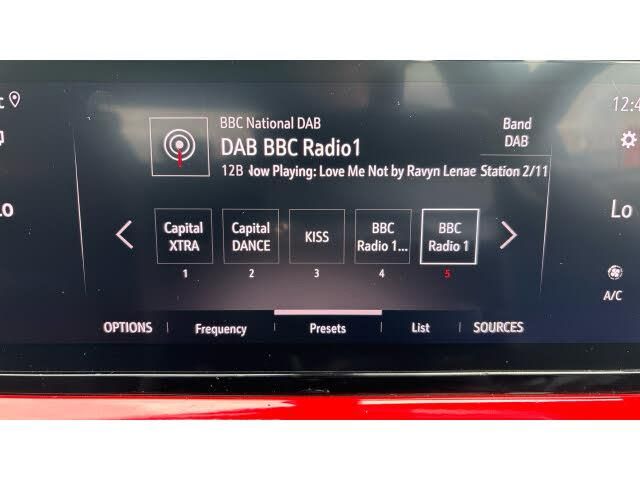 BBC National DAB
DAB BBC Radio1
12B Now Playing: Love Me Not by Ravyn Lenae Station 2/11
Band
DAB
12:4
Lo
Lo
A/C
Capital
XTRA
1
Capital
DANCE
2
KISS
3
BBC
Radio 1...
4
BBC
Radio 1
5
OPTIONS
Frequency
Presets
List
SOURCES